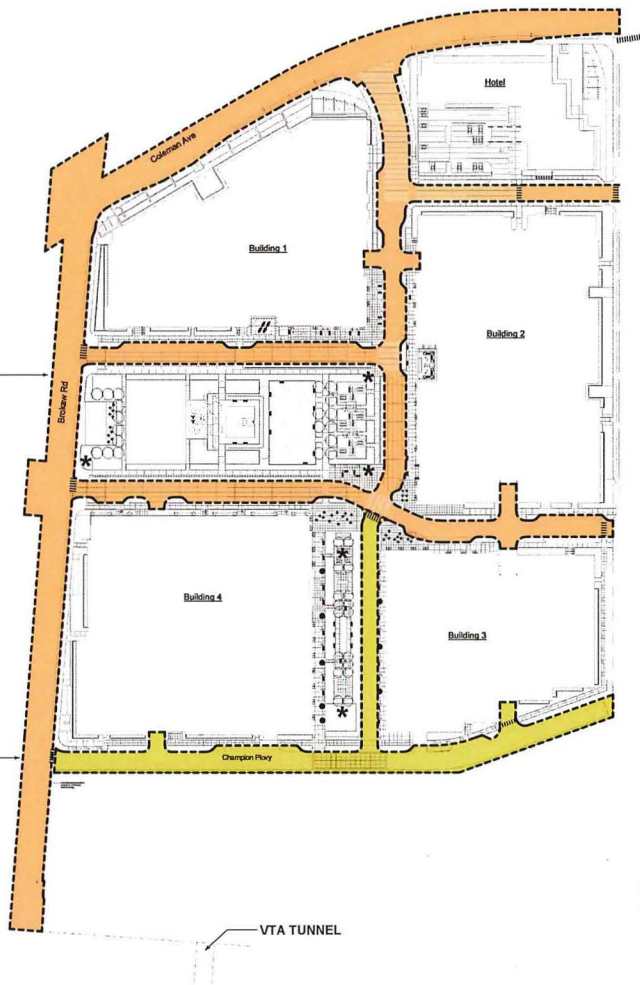 Hotel
Coleman Ave
Building 1
Building 2
Brokaw Rd
Building 4
Building 3
Champion Pkwy
VTA TUNNEL